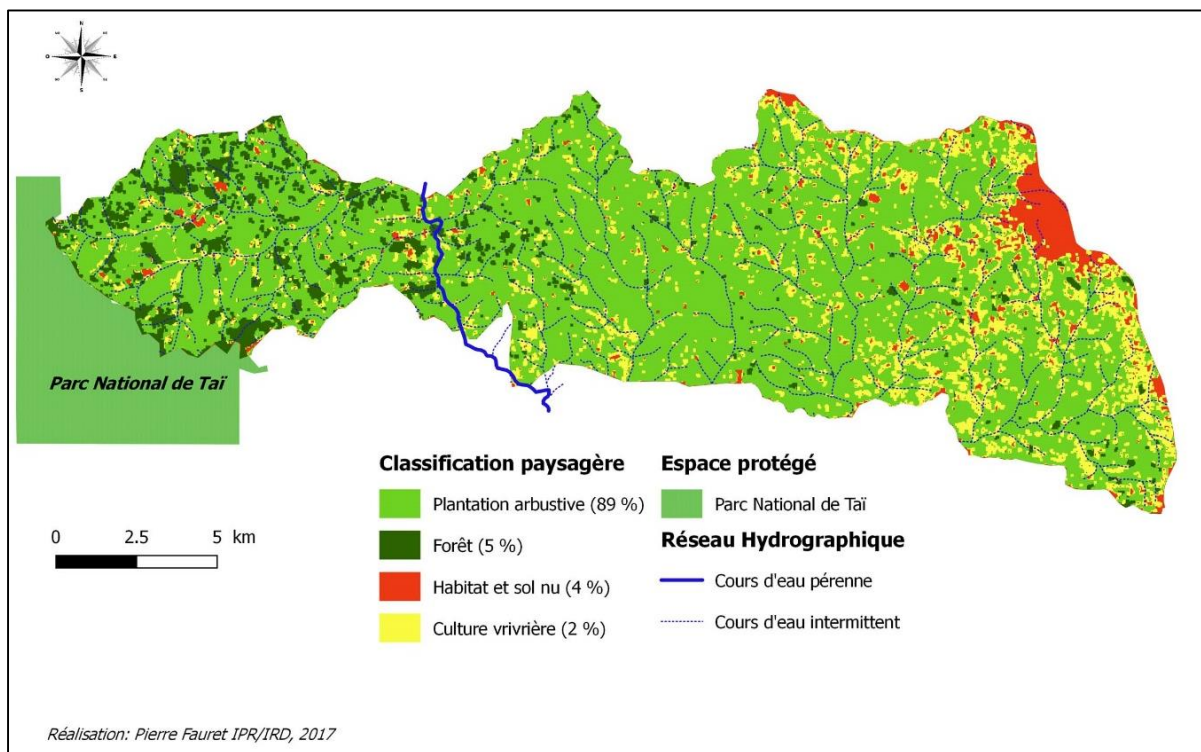 N
O
E
S
Parc National de Taï
Classification paysagère
Plantation arbustive (89 %)
Forêt (5 %)
Habitat et sol nu (4 %)
Culture vrivrière (2 %)
Espace protégé
Parc National de Taï
Réseau Hydrographique
Cours d'eau pérenne
Cours d'eau intermittent
0 2.5 5 km
Réalisation: Pierre Fauret IPR/IRD, 2017